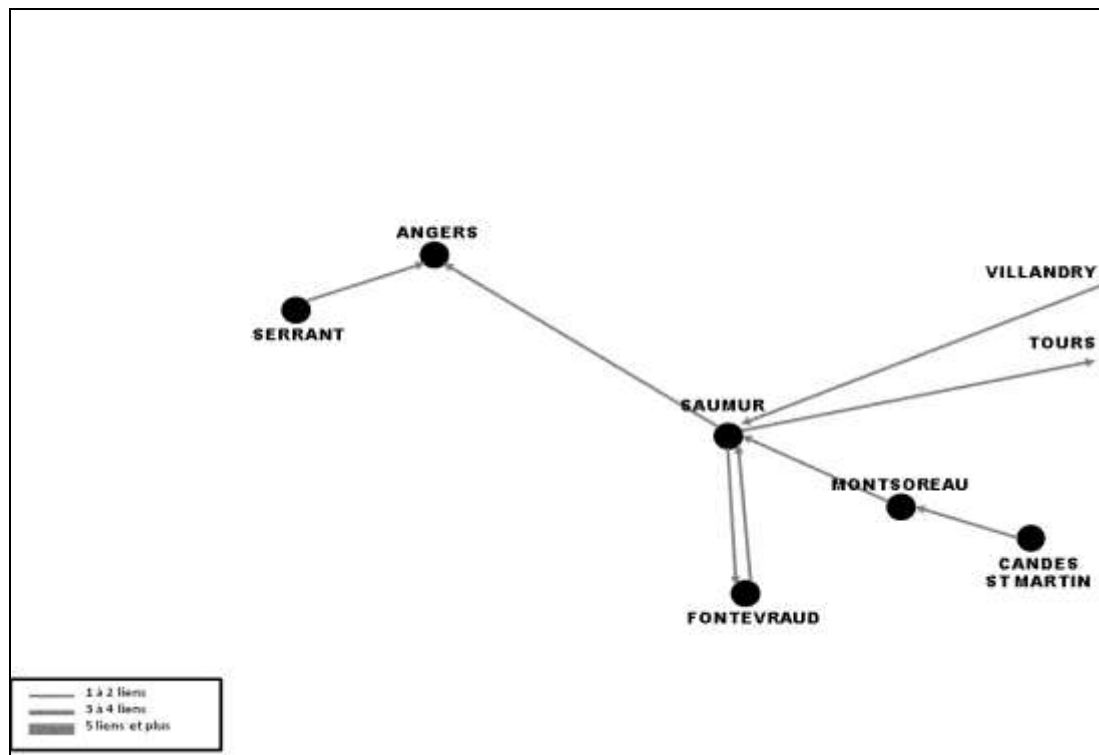 ANGERS
VILLANDRY
SERRANT
TOURS
SAUMUR
MONTSOREAU
CANDES
ST MARTIN
FONTEVRAUD
1 à 2 liens
3 à 4 liens
5 liens et plus